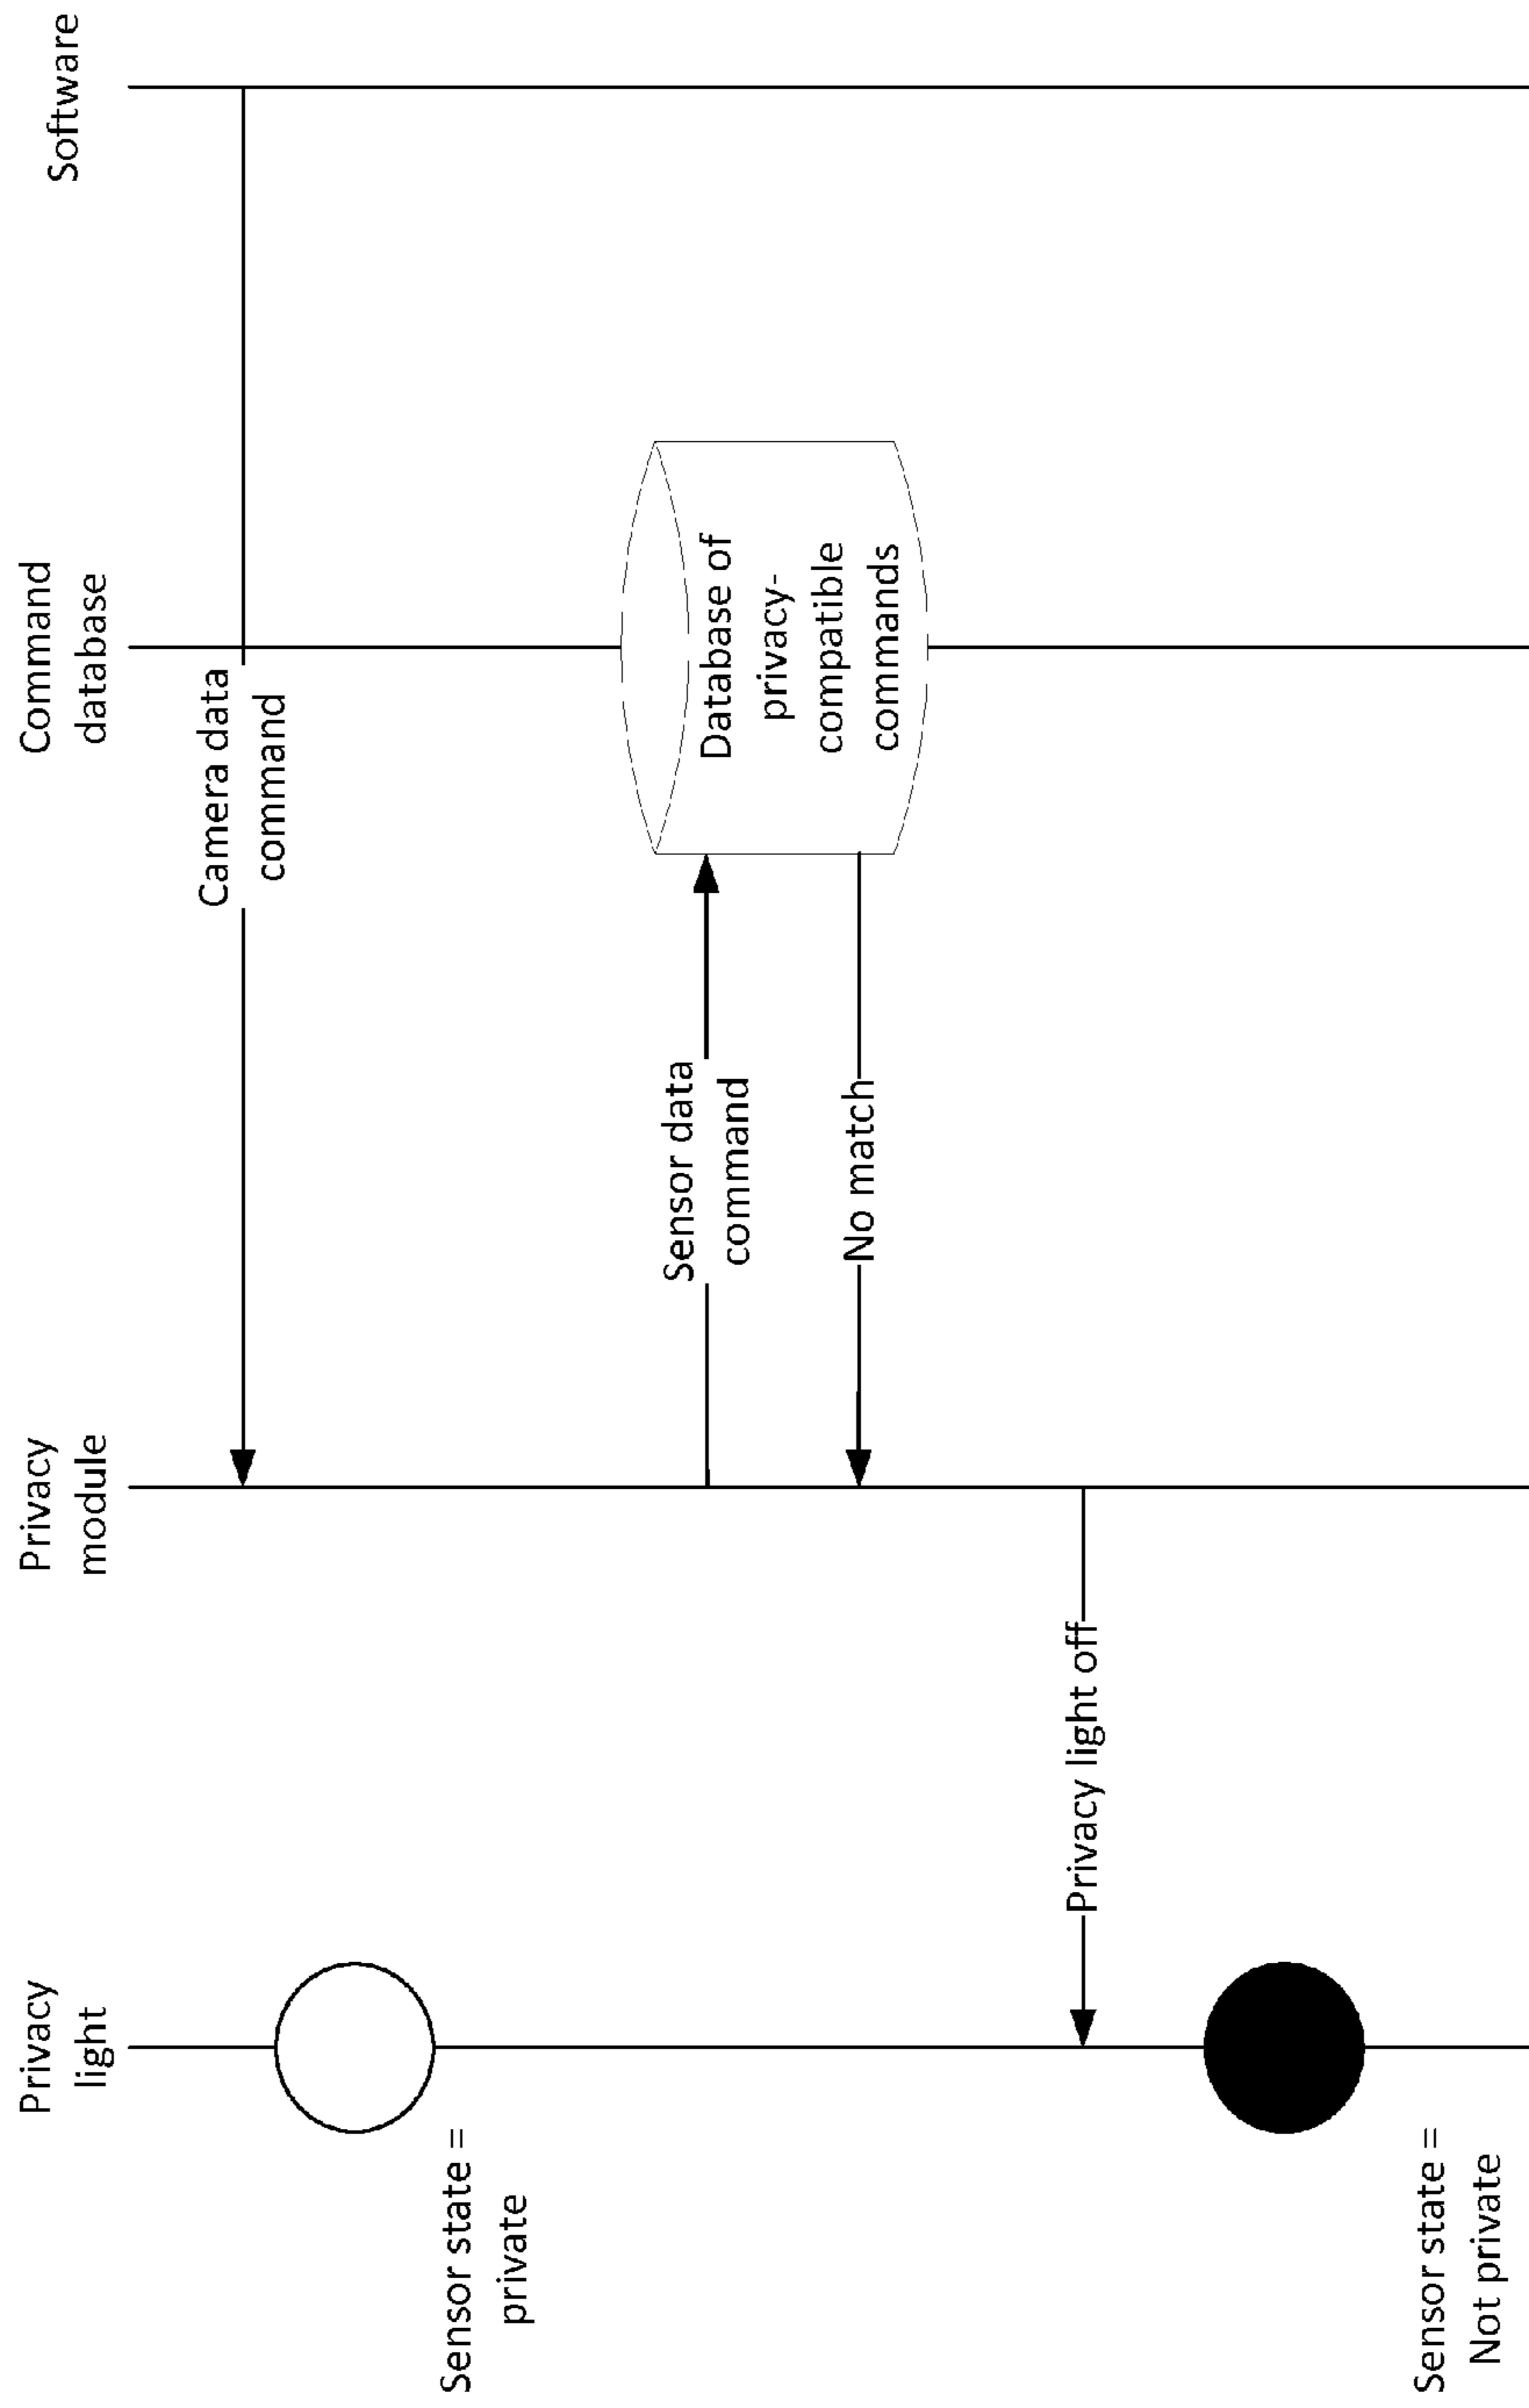 Privacy
light
Privacy
module
Command
database
Software
Camera data
command
Sensor state =
private
Sensor data
command
Database of
privacy-
compatible
commands
No match
Privacy light off
Sensor state =
Not private